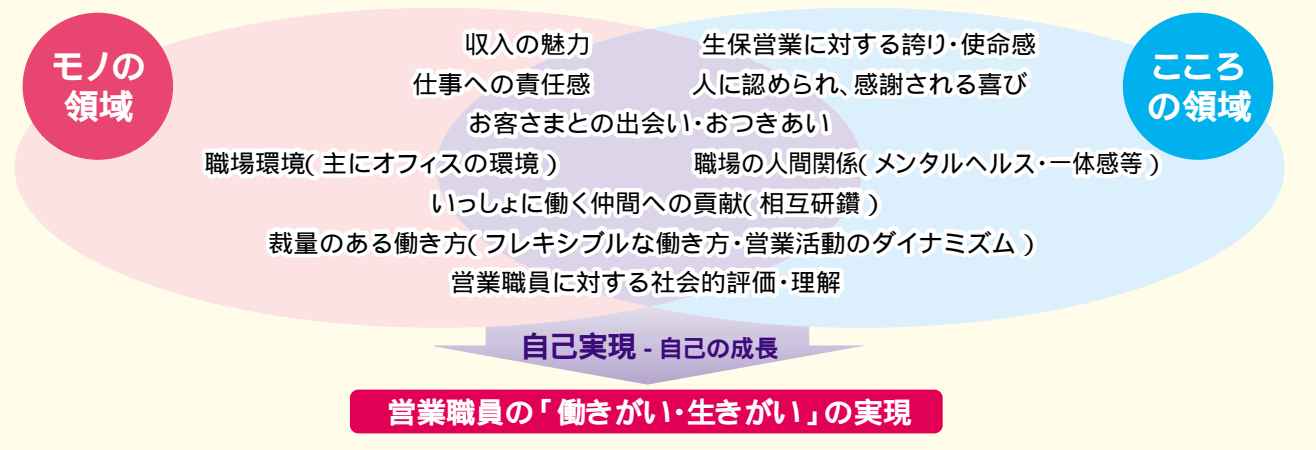 モノの
領域
こころ
の領域
収入の魅力
生保営業に対する誇り・使命感
仕事への責任感
人に認められ、感謝される喜び
お客さまとの出会い・おつきあい
職場環境(主にオフィスの環境)
職場の人間関係(メンタルヘルス・一体感等)
いっしょに働く仲間への貢献(相互研鑽)
裁量のある働き方(フレキシブルな働き方・営業活動のダイナミズム)
営業職員に対する社会的評価・理解
自己実現 - 自己の成長
営業職員の「働きがい・生きがい」の実現